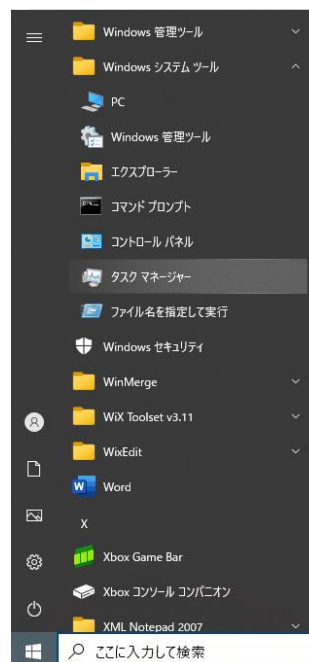 Windows 管理ツール
Windows システム ツール
PC
Windows 管理ツール
エクスプローラー
コマンド プロンプト
コントロール パネル
タスク マネージャー
ファイル名を指定して実行
Windows セキュリティ
WinMerge
WiX Toolset v3.11
WixEdit
Word
X
Xbox Game Bar
Xbox コンソール コンパニオン
XML Notepad 2007
ここに入力して検索